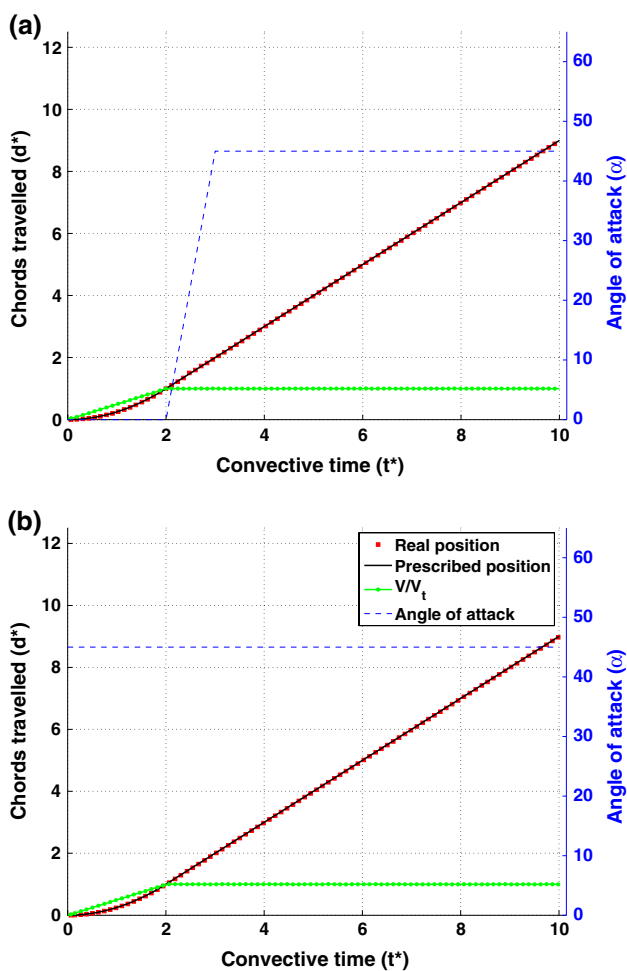 (a)
12
10
8
6
4
2
0
Chords travelled (d*)
60
50
40
30
20
10
0
Angle of attack (α)
0 2 4 6 8 10
Convective time (t*)
(b)
12
10
8
6
4
2
0
Chords travelled (d*)
Real position
Prescribed position
V/Vt
Angle of attack
60
50
40
30
20
10
0
Angle of attack (α)
0 2 4 6 8 10
Convective time (t*)